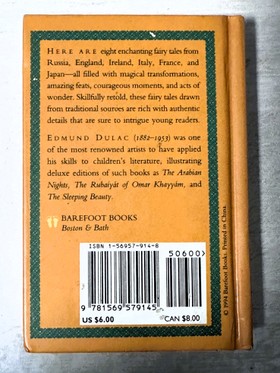 HERE ARE eight enchanting fairy tales from
Russia, England, Ireland, Italy, France, and
Japan—all filled with magical transformations,
amazing feats, courageous moments, and acts
of wonder. Skillfully retold, these fairy tales drawn
from traditional sources are rich with authentic
details that are sure to intrigue young readers.
EDMUND DULAC (1882–1953) was one
of the most renowned artists to have applied
his skills to children's literature, illustrating
deluxe editions of such books as The Arabian
Nights, The Rubaiyát of Omar Khayyám, and
The Sleeping Beauty.
BAREFOOT BOOKS
Boston & Bath
ISBN 1-56957-914-8
50600>
9 781569 579145
US $6.00
CAN $8.00
© 1994 Barefoot Books. Printed in China.